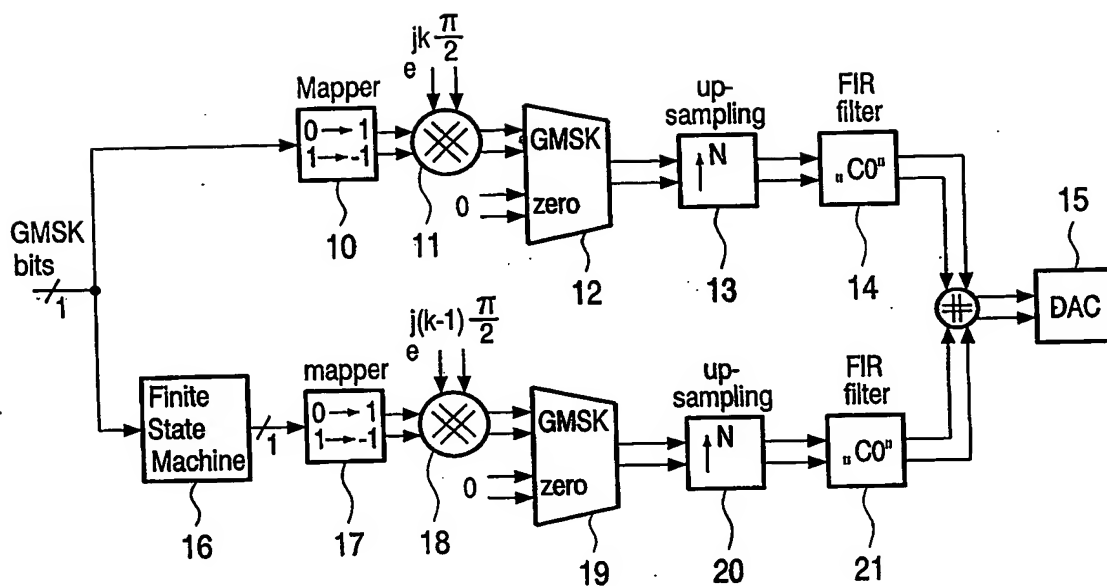 e jk π/2
Mapper
0 → 1
1 → -1
10
11
GMSK
0
zero
12
up-
sampling
↑ N
13
FIR
filter
„C0"
14
15
DAC
GMSK
bits
1
e j(k-1) π/2
Finite
State
Machine
1
16
mapper
0 → 1
1 → -1
17
18
GMSK
0
zero
19
up-
sampling
↑ N
20
FIR
filter
„C0"
21